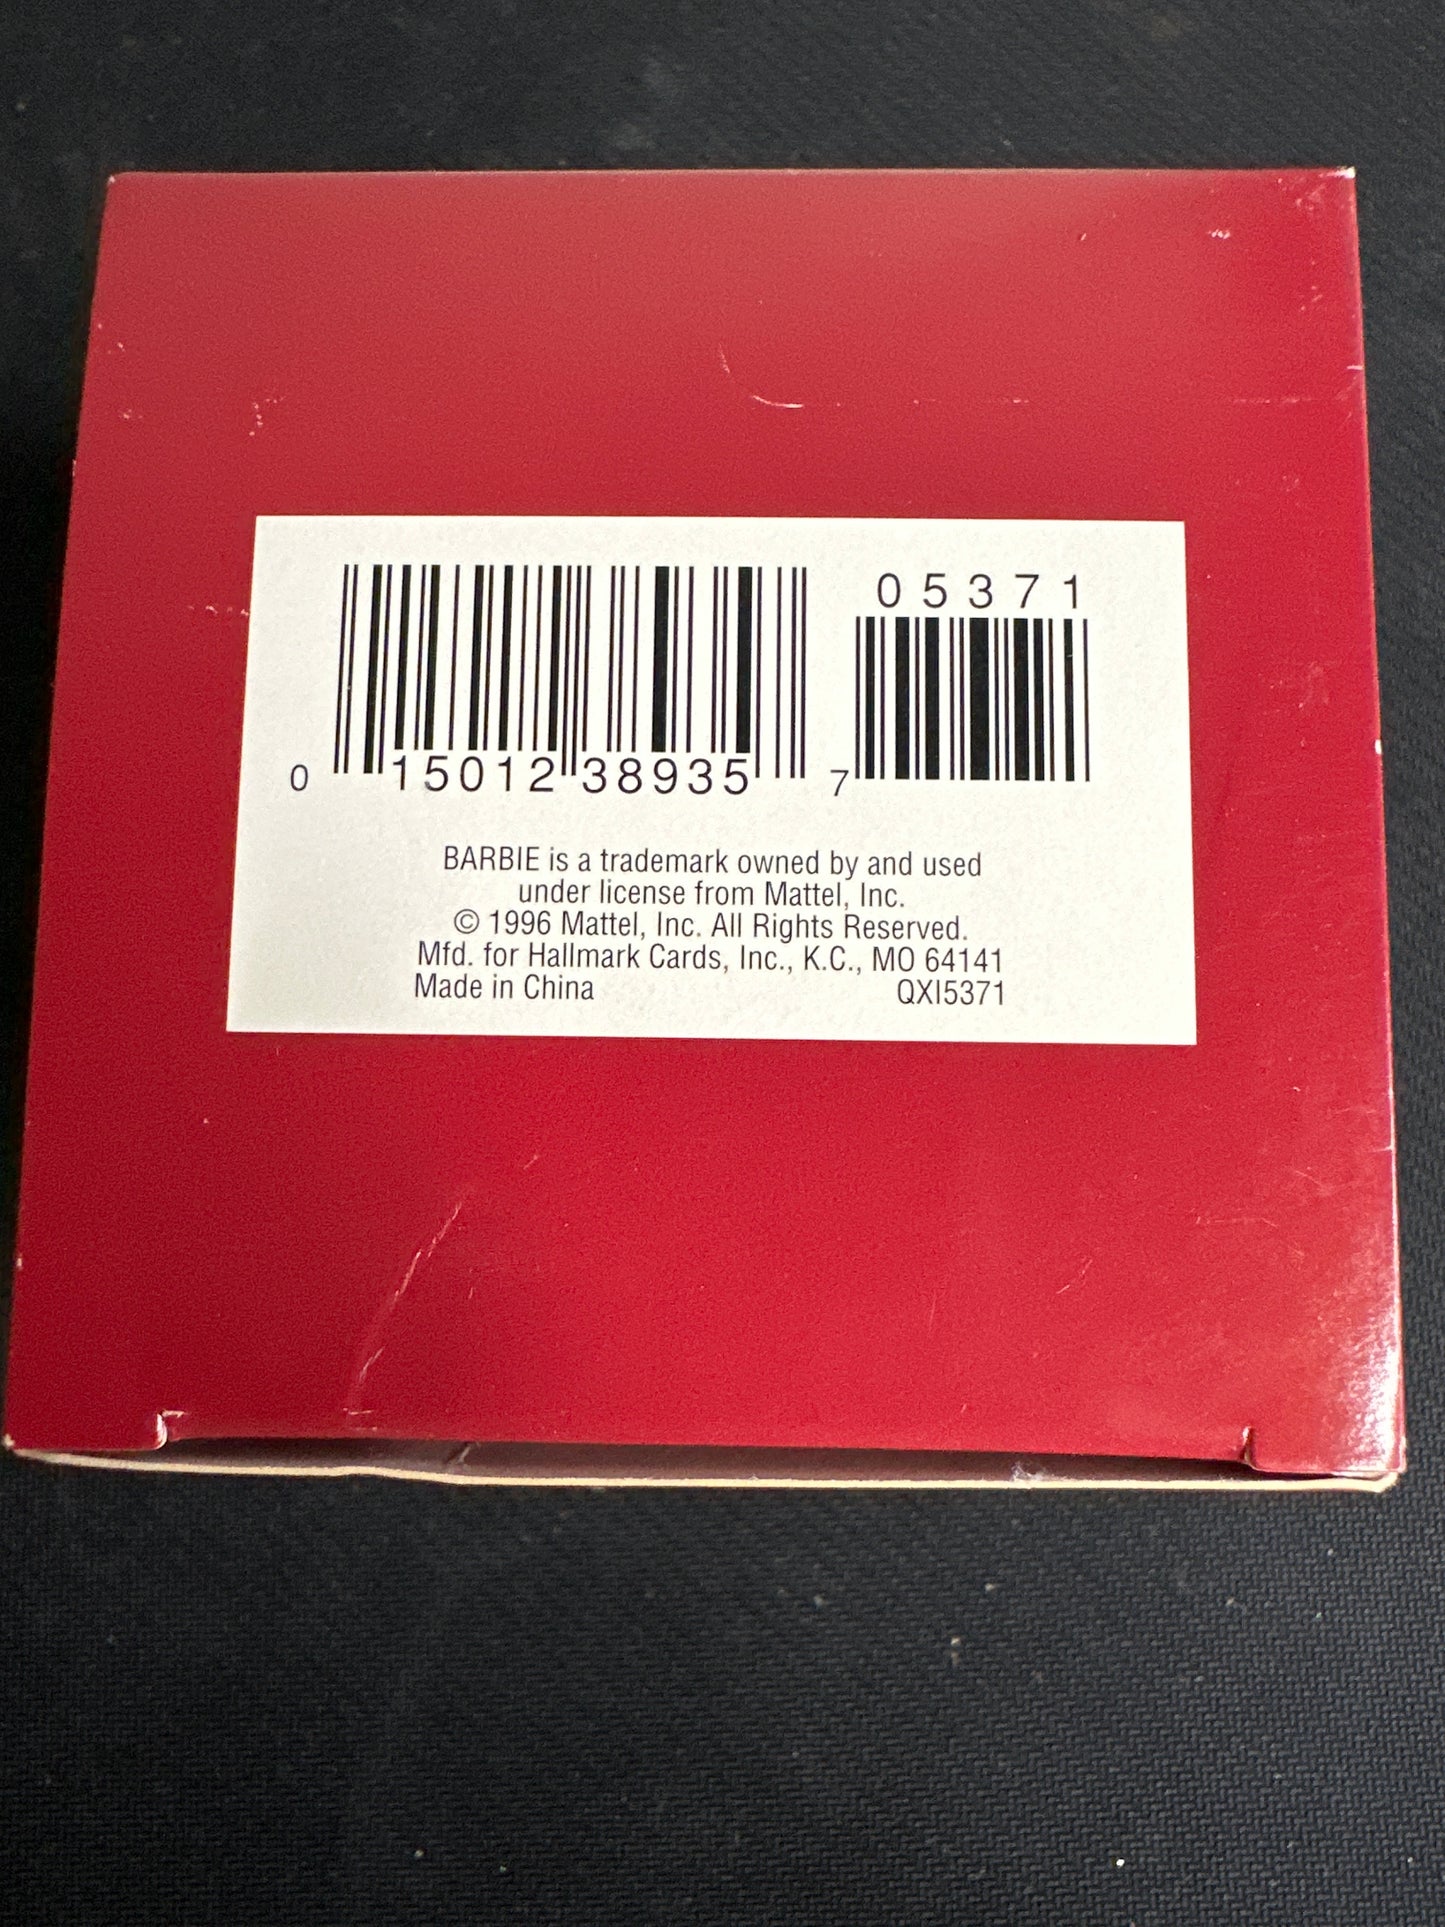 05371
0 15012 38935 7
BARBIE is a trademark owned by and used
under license from Mattel, Inc.
© 1996 Mattel, Inc. All Rights Reserved.
Mfd. for Hallmark Cards, Inc., K.C., MO 64141
Made in China QXI5371